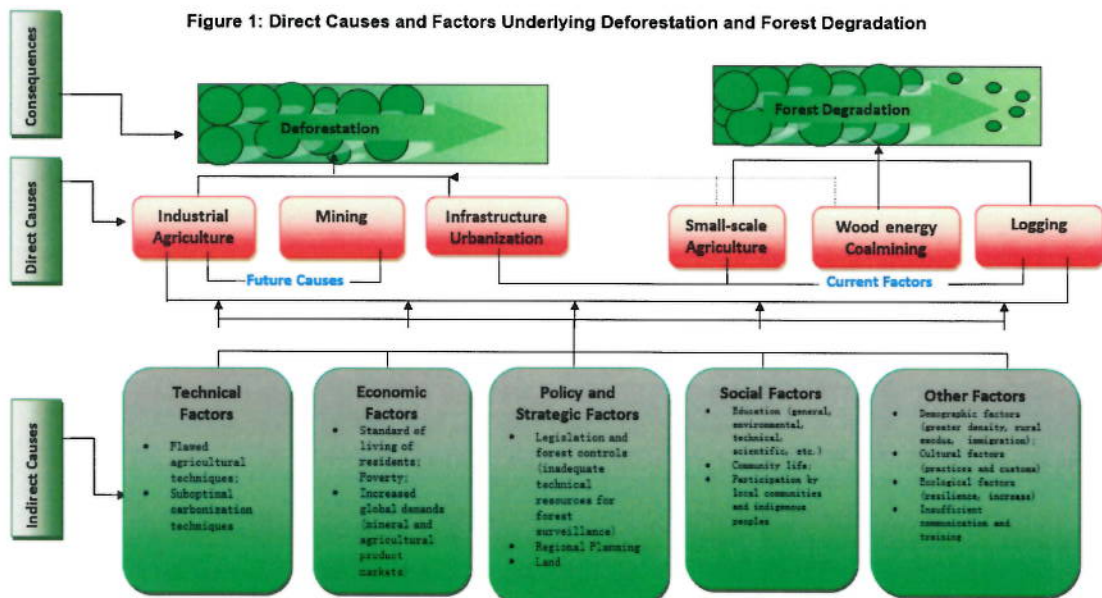 Figure 1: Direct Causes and Factors Underlying Deforestation and Forest Degradation
Consequences
Deforestation
Forest Degradation
Direct Causes
Industrial
Agriculture
Mining
Infrastructure
Urbanization
Small-scale
Agriculture
Wood energy
Coalmining
Logging
Future Causes
Current Factors
Indirect Causes
Technical
Factors
• Flawed
agricultural
techniques;
• Suboptimal
carbonization
techniques
Economic
Factors
• Standard of
living of
residents;
Poverty;
• Increased
global demands
(mineral and
agricultural
product
markets
Policy and
Strategic Factors
• Legislation and
forest controls
(inadequate
technical
resources for
forest
surveillance)
• Regional Planning
• Land
Social Factors
• Education (general,
environmental,
technical,
scientific, etc.)
• Community life;
• Participation by
local communities
and indigenous
peoples
Other Factors
• Demographic factors
(greater density, rural
exodus, immigration);
• Cultural factors
(practices and customs)
• Ecological factors
(resilience, increase)
• Insufficient
communication and
training